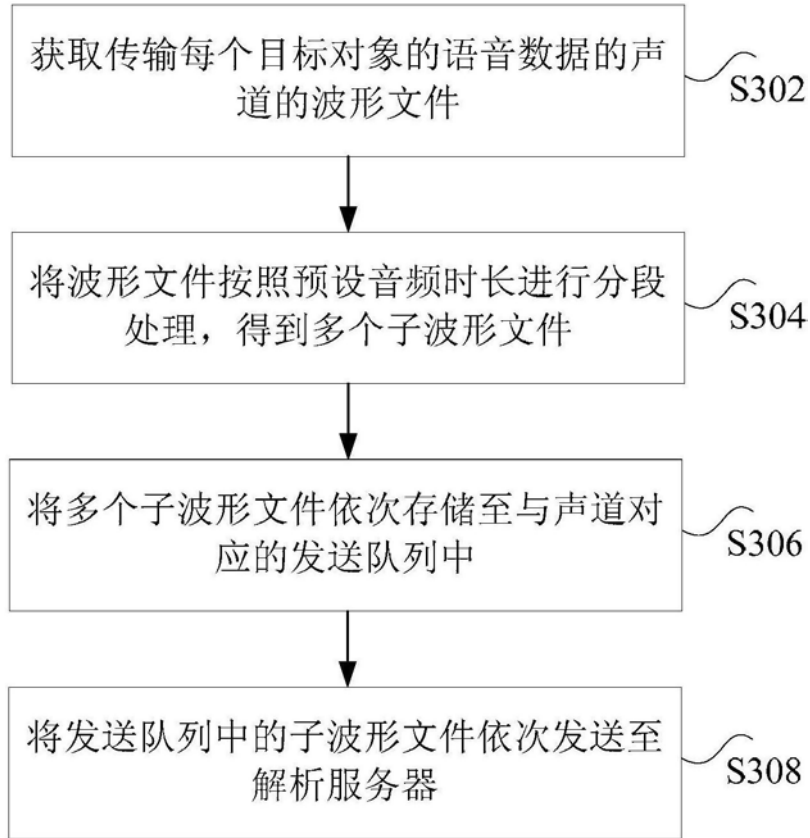 获取传输每个目标对象的语音数据的声
道的波形文件
S302
将波形文件按照预设音频时长进行分段
处理，得到多个子波形文件
S304
将多个子波形文件依次存储至与声道对
应的发送队列中
S306
将发送队列中的子波形文件依次发送至
解析服务器
S308